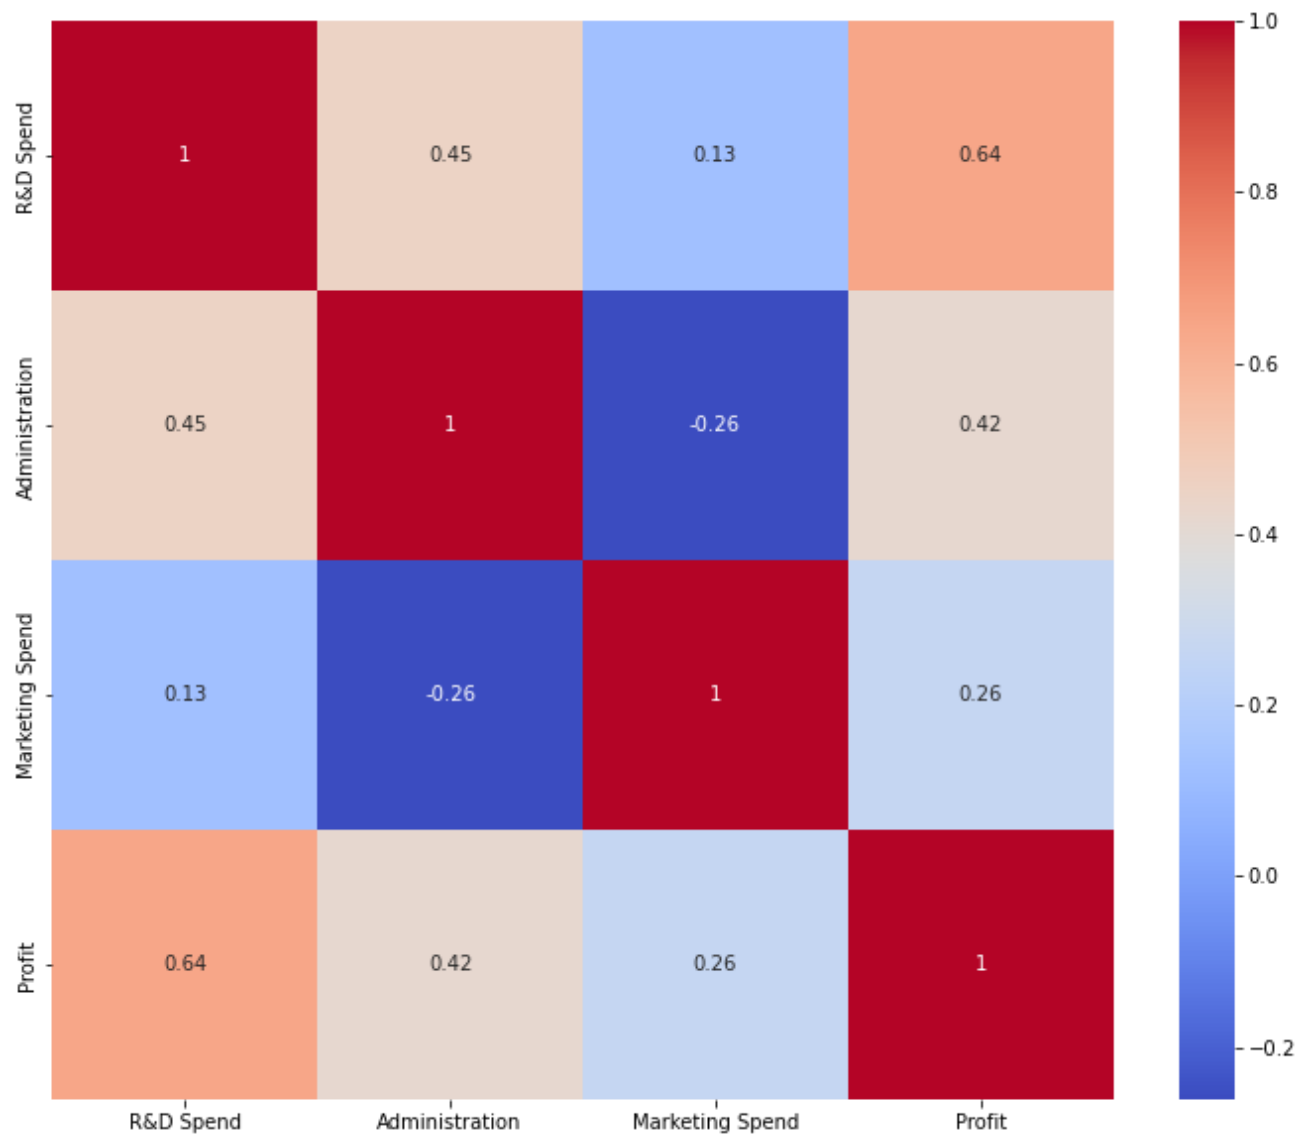 R&D Spend 1 0.45 0.13 0.64
Administration 0.45 1 -0.26 0.42
Marketing Spend 0.13 -0.26 1 0.26
Profit 0.64 0.42 0.26 1
R&D Spend Administration Marketing Spend Profit
1.0
0.8
0.6
0.4
0.2
0.0
−0.2